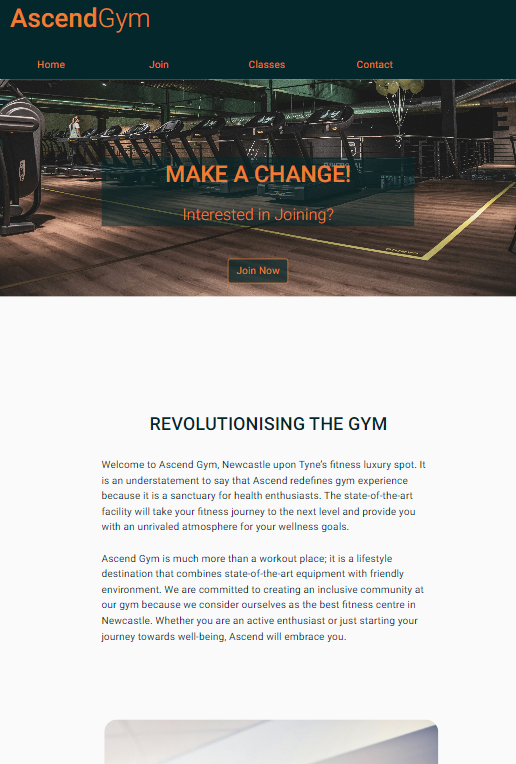 AscendGym
Home Join Classes Contact
MAKE A CHANGE!
Interested in Joining?
Join Now
REVOLUTIONISING THE GYM
Welcome to Ascend Gym, Newcastle upon Tyne's fitness luxury spot. It
is an understatement to say that Ascend redefines gym experience
because it is a sanctuary for health enthusiasts. The state-of-the-art
facility will take your fitness journey to the next level and provide you
with an unrivaled atmosphere for your wellness goals.
Ascend Gym is much more than a workout place; it is a lifestyle
destination that combines state-of-the-art equipment with friendly
environment. We are committed to creating an inclusive community at
our gym because we consider ourselves as the best fitness centre in
Newcastle. Whether you are an active enthusiast or just starting your
journey towards well-being, Ascend will embrace you.